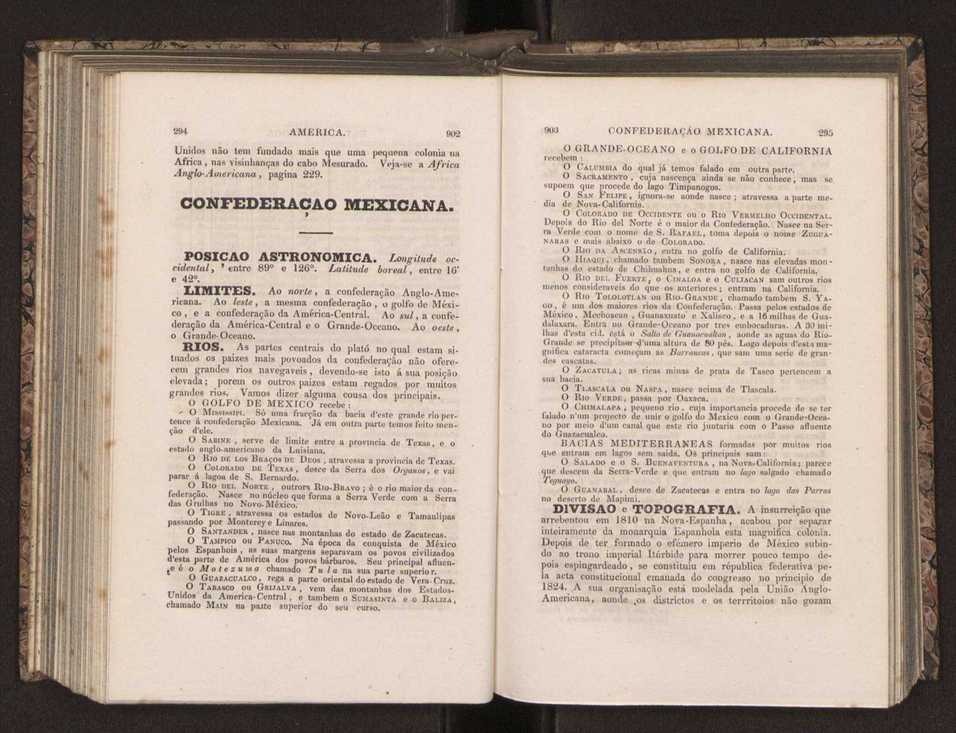 294 AMERICA. 902
Unidos não tem fundado mais que uma pequena colonia na
Africa, nas visinhanças do cabo Mesurado. Veja-se a Africa
Anglo-Americana, pagina 229.
CONFEDERAÇAO MEXICANA.
POSICAO ASTRONOMICA. Longitude oc-
cidental, entre 89° e 126°. Latitude boreal, entre 16°
e 42°.
LIMITES. Ao norte, a confederação Anglo-Ame-
ricana. Ao leste, a mesma confederação, o golfo de Méxi-
co, e a confederação da América-Central. Ao sul, a confe-
deração da América-Central e o Grande-Oceano. Ao oeste,
o Grande-Oceano.
RIOS. As partes centrais do platô no qual estam si-
tuados os paizes mais povoados da confederação não ofere-
cem grandes rios navegaveis, devendo-se isto á sua posição
elevada; porem os outros paizes estam regados por muitos
grandes rios. Vamos dizer alguma cousa dos principais.
O GOLFO DE MEXICO recebe:
O Mississipi. Só uma fracção da bacia d'este grande rio per-
tence á confederação Mexicana. Já em outra parte temos feito men-
ção d'ele.
O Sabine, serve de limite entre a provincia de Texas, e o
estado anglo-americano da Luisiana.
O Rio de los Braços de Deos, atravessa a provincia de Texas.
O Colorado de Texas, desce da Serra dos Organos, e vai
parar á lagoa de S. Bernardo.
O Rio del Norte, outrora Rio-Bravo; é o rio maior da con-
federação. Nasce no núcleo que forma a Serra Verde com a Serra
das Grulhas no Novo-México.
O Tigre, atravessa os estados de Novo-Leão e Tamaulipas
passando por Monterey e Linares.
O Santander, nasce nas montanhas do estado de Zacatecas.
O Tampico ou Panuco. Na época da conquista de México
pelos Espanhois, as suas margens separavam os povos civilizados
d'esta parte de América dos povos bárbaros. Seu principal afluen-
te é o Motezuma chamado Tula na sua parte superior.
O Guaracualco, rega a parte oriental do estado de Vera-Cruz.
O Tabasco ou Grijalva, vem das montanhas dos Estados-
Unidos da America-Central, e tambem o Sumasinta e o Baliza,
chamado Main na parte superior do seu curso.
903 CONFEDERAÇÃO MEXICANA. 295
O GRANDE-OCEANO e o GOLFO DE CALIFORNIA
recebem:
O Calumbia do qual já temos falado em outra parte.
O Sacramento, cuja nascença ainda se não conhece, mas se
supoem que procede do lago Timpanogos.
O San Felipe, ignora-se aonde nasce; atravessa a parte me-
dia de Nova-California.
O Colorado de Occidente ou o Rio Vermelho Occidental.
Depois do Rio del Norte é o maior da Confederação. Nasce na Ser-
ra Verde com o nome de S. Rafael, toma depois o nome Zugua-
naras e mais abaixo o de Colorado.
O Rio da Ascensão, entra no golfo de California.
O Hiaqui, chamado tambem Sonora, nasce nas elevadas mon-
tanhas do estado de Chihuahua, e entra no golfo de California.
O Rio del Fuerte, o Cinaloa e o Culiacan sam outros rios
menos consideraveis do que os anteriores; entram na California.
O Rio Tololotlan ou Rio-Grande, chamado tambem S. Ya-
go, é um dos maiores rios da Confederação. Passa pelos estados de
México, Mechoacan, Guanaxuato e Xalisco, e a 16 milhas de Gua-
dalaxara. Entra no Grande-Oceano por tres embocaduras. A 30 mi-
lhas d'esta cid. está o Salto de Guanacuatlan, aonde as aguas do Rio-
Grande se precipitam d'uma altura de 80 pés. Logo depois d'esta ma-
gnifica cataracta começam as Barrancas, que sam uma serie de gran-
des cascatas.
O Zacatula; as ricas minas de prata de Tasco pertencem a
sua bacia.
O Tlascala ou Naspa, nasce acima de Tlascala.
O Rio Verde, passa por Oaxaca.
O Chimalapa, pequeno rio, cuja importancia procede de se ter
falado n'um projecto de unir o golfo do Mexico com o Grande-Ocea-
no por meio d'um canal que este rio juntaria com o Passo afluente
do Guazacualco.
BACIAS MEDITERRANEAS formadas por muitos rios
que entram em lagos sem saida. Os principais sam:
O Salado e o S. Buenaventura, na Nova-California; parece
que descem da Serra-Verde e que entram no lago salgado chamado
Teguayo.
O Guanabal, desce de Zacatecas e entra no lago das Parras
no deserto de Mapimi.
DIVISAO e TOPOGRAFIA. A insurreição que
arrebentou em 1810 na Nova-Espanha, acabou por separar
inteiramente da monarquia Espanhola esta magnifica colonia.
Depois de ter formado o efémero imperio de México subin-
do ao trono imperial Itúrbide para morrer pouco tempo de-
pois espingardeado, se constituiu em républica federativa pe-
la acta constitucional emanada do congresso no principio de
1824. A sua organisação está modelada pela União Anglo-
Americana, aonde os districtos e os terrritorios não gozam